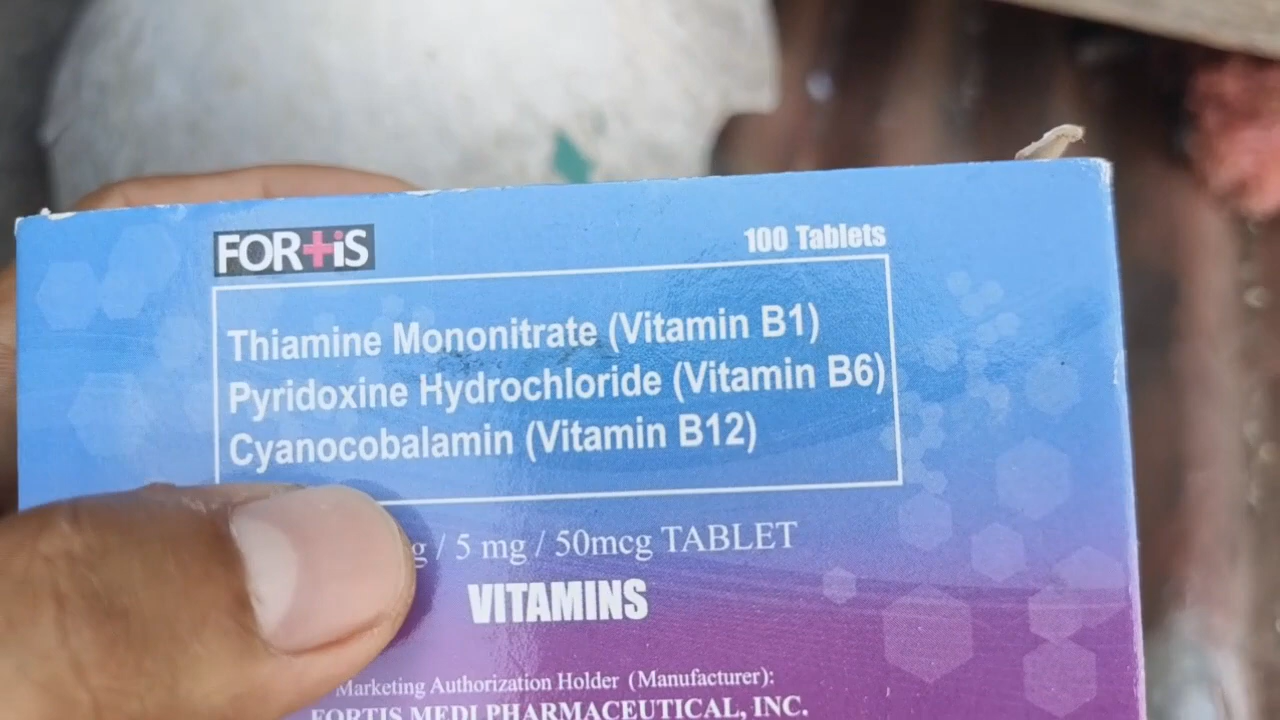 FORTiS
100 Tablets
Thiamine Mononitrate (Vitamin B1)
Pyridoxine Hydrochloride (Vitamin B6)
Cyanocobalamin (Vitamin B12)
g / 5 mg / 50mcg TABLET
VITAMINS
Marketing Authorization Holder (Manufacturer):
FORTIS MEDI PHARMACEUTICAL, INC.